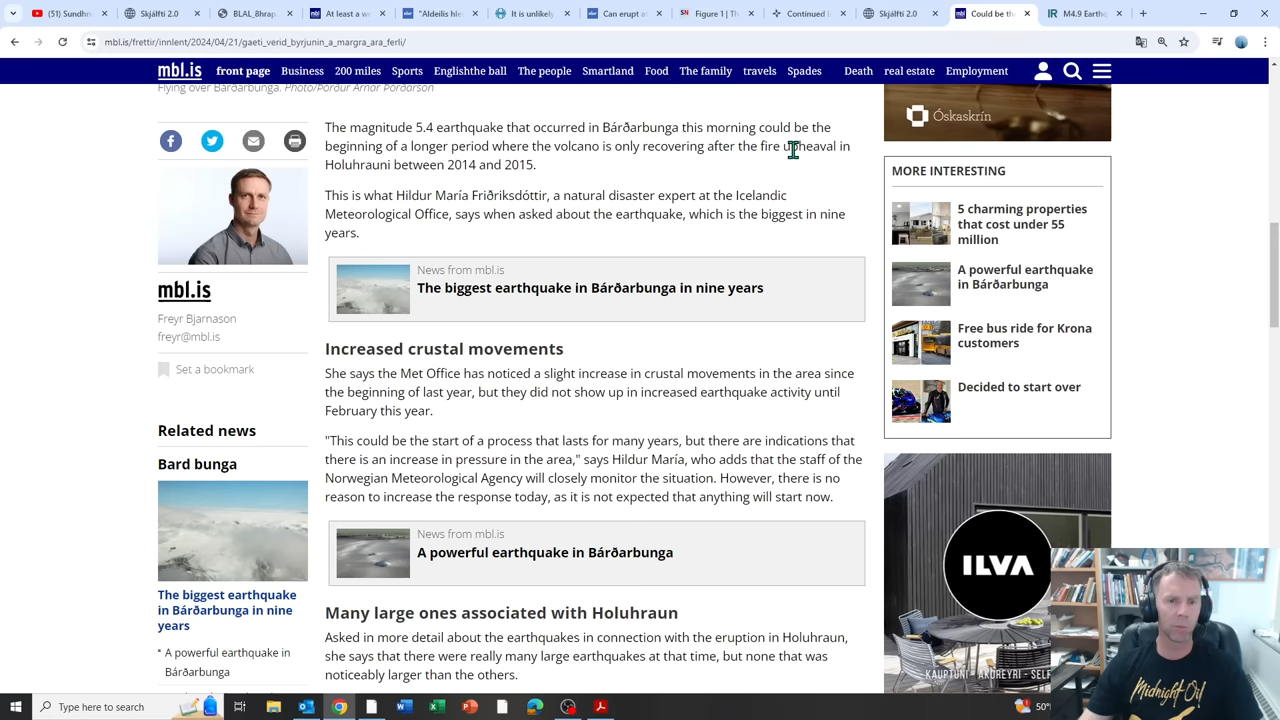 (51) Sundhnú
Skjálfti 2.0
BLAL_Bhrap
At least a w
"Aðeilis hle
It is unlikely
Can erupt at
Figure 1 |
Continued lo
Skjálfti 2.0
Could be the
M4.9 Earthq
mbl.is/frettir/innlent/2024/04/21/gaeti_verid_byrjunin_a_margra_ara_ferli/
mbl.is front page Business 200 miles Sports Englishthe ball The people Smartland Food The family travels Spades Death real estate Employment
Flying over Bárðarbunga. Photo/Þórður Arnar Þórðarson
The magnitude 5.4 earthquake that occurred in Bárðarbunga this morning could be the
beginning of a longer period where the volcano is only recovering after the fire upheaval in
Holuhrauni between 2014 and 2015.
This is what Hildur María Friðriksdóttir, a natural disaster expert at the Icelandic
Meteorological Office, says when asked about the earthquake, which is the biggest in nine
years.
News from mbl.is
The biggest earthquake in Bárðarbunga in nine years
Increased crustal movements
She says the Met Office has noticed a slight increase in crustal movements in the area since
the beginning of last year, but they did not show up in increased earthquake activity until
February this year.
"This could be the start of a process that lasts for many years, but there are indications that
there is an increase in pressure in the area," says Hildur María, who adds that the staff of the
Norwegian Meteorological Agency will closely monitor the situation. However, there is no
reason to increase the response today, as it is not expected that anything will start now.
News from mbl.is
A powerful earthquake in Bárðarbunga
Many large ones associated with Holuhraun
Asked in more detail about the earthquakes in connection with the eruption in Holuhraun,
she says that there were really many large earthquakes at that time, but one that was
noticeably larger than the others
mbl.is
Freyr Bjarnason
freyr@mbl.is
Set a bookmark
Related news
Bard bunga
The biggest earthquake
in Bárðarbunga in nine
years
A powerful earthquake in
Bárðarbunga
Óskaskrín
MORE INTERESTING
5 charming properties
that cost under 55
million
A powerful earthquake
in Bárðarbunga
Free bus ride for Krona
customers
Decided to start over
ILVA
KAUPTÚNI - AKUREYRI - SELF
Midnight Oil
Type here to search
50°